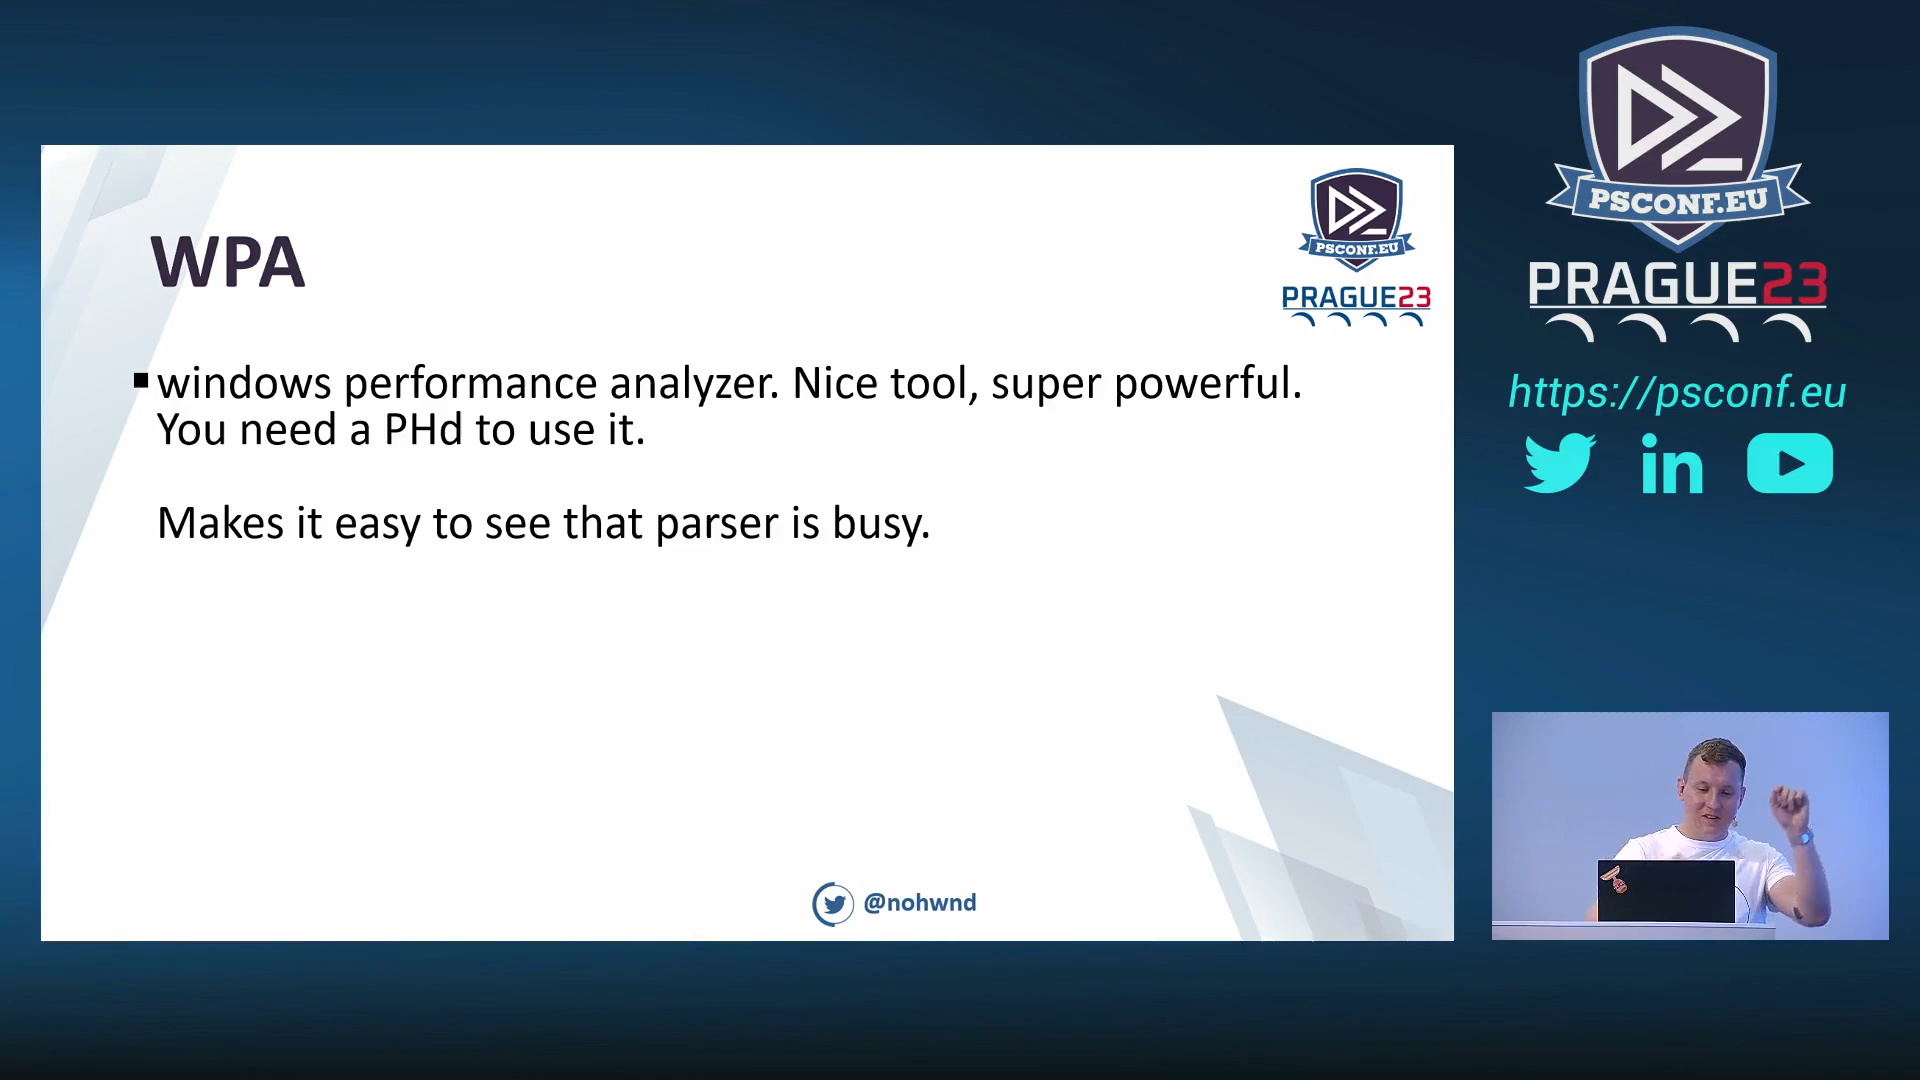 WPA
windows performance analyzer. Nice tool, super powerful.
You need a PHd to use it.
Makes it easy to see that parser is busy.
@nohwnd
PSCONF.EU
PRAGUE23
PSCONF.EU
PRAGUE23
https://psconf.eu
in